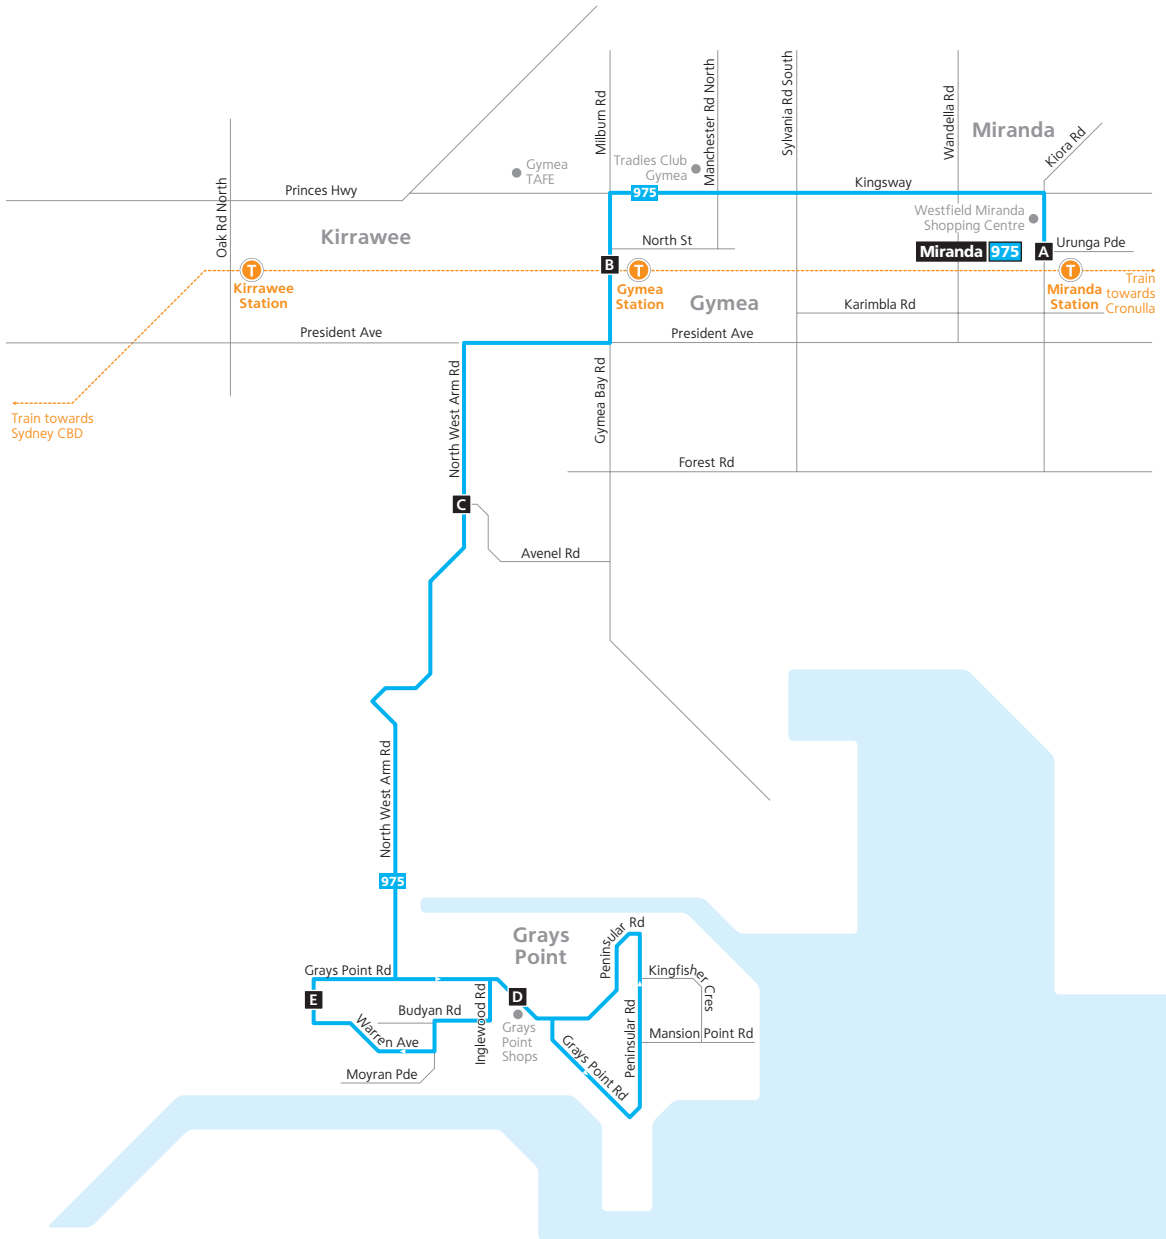 Milburn Rd
Manchester Rd North
Sylvania Rd South
Wandella Rd
Miranda
Kiora Rd
Gymea
TAFE
Tradies Club
Gymea
Princes Hwy
975
Kingsway
Oak Rd North
Kirrawee
Westfield Miranda
Shopping Centre
North St
Miranda 975
A
Urunga Pde
B
T
Kirrawee
Station
T
Gymea
Station
Gymea
T
Miranda
Station
Train
towards
Cronulla
Karimbla Rd
President Ave
President Ave
North West Arm Rd
Gymea Bay Rd
Train towards
Sydney CBD
Forest Rd
C
Avenel Rd
North West Arm Rd
975
Grays
Point
Peninsular Rd
Grays Point Rd
Kingfisher Cres
E
D
Budyan Rd
Inglewood Rd
Grays
Point
Shops
Warren Ave
Grays Point Rd
Peninsular Rd
Mansion Point Rd
Moyran Pde